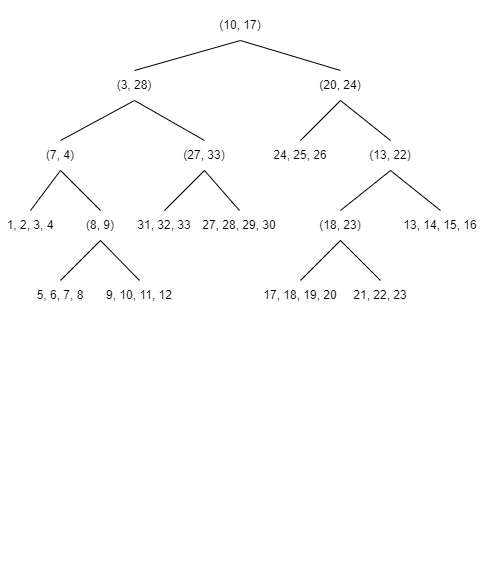 (10, 17)
(3, 28) (20, 24)
(7, 4) (27, 33) 24, 25, 26 (13, 22)
1, 2, 3, 4 (8, 9) 31, 32, 33 27, 28, 29, 30 (18, 23) 13, 14, 15, 16
5, 6, 7, 8 9, 10, 11, 12 17, 18, 19, 20 21, 22, 23